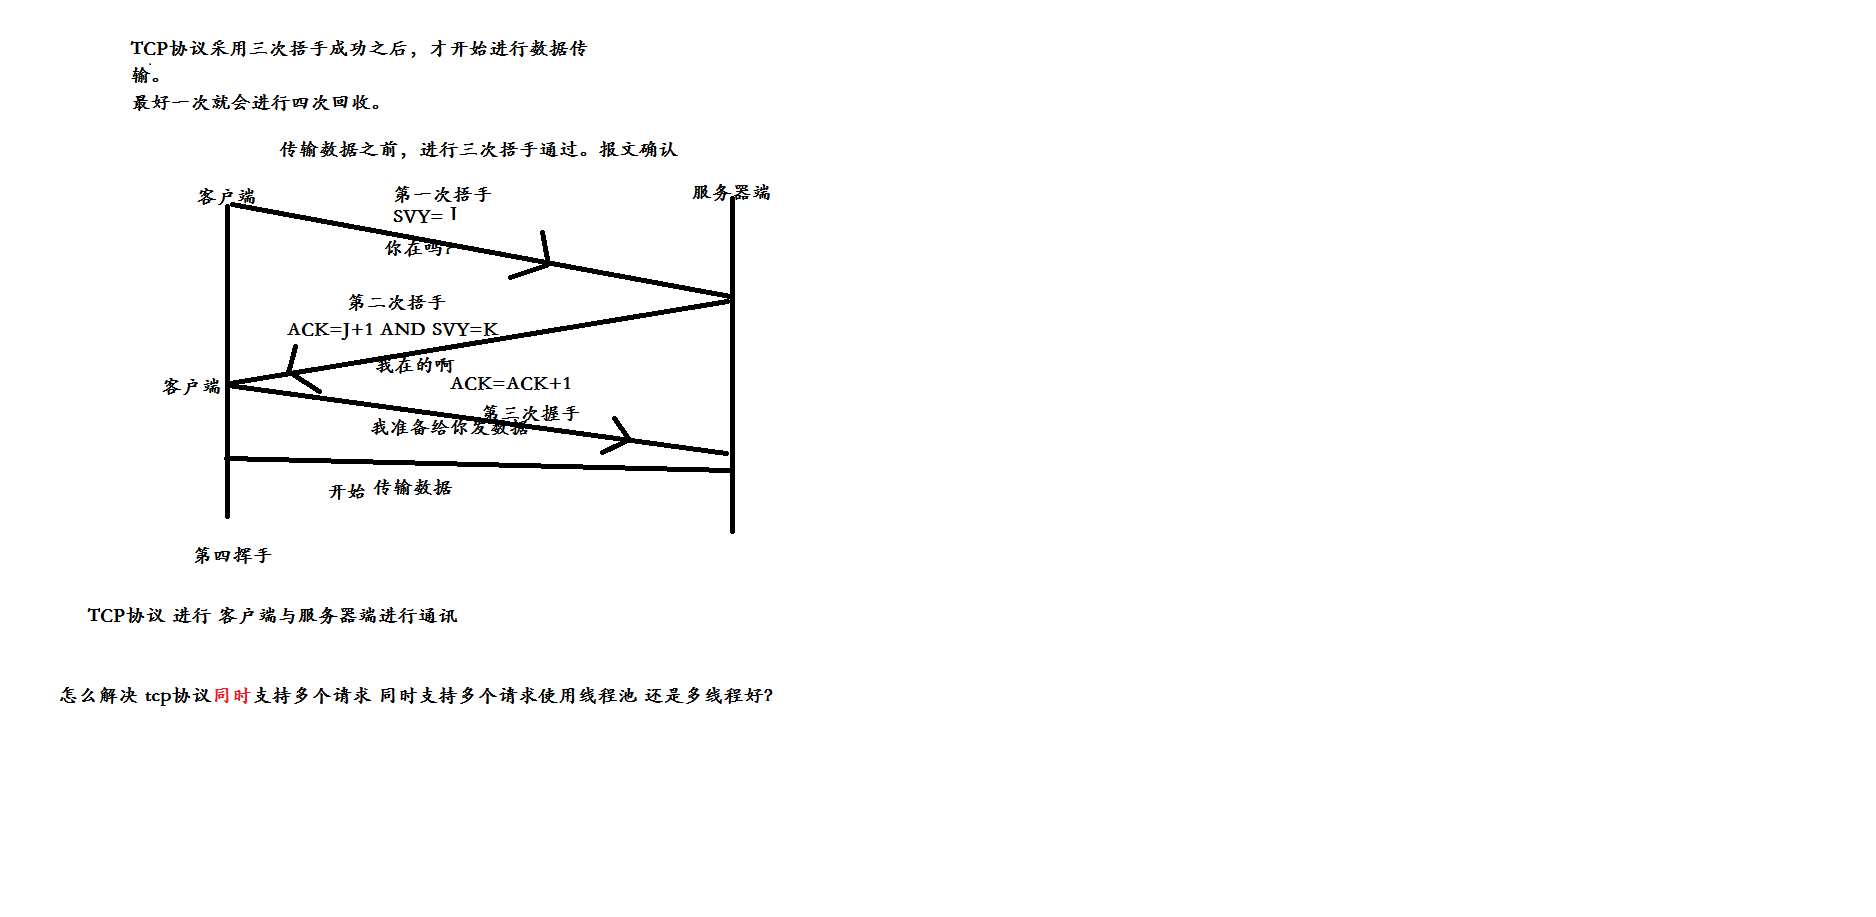 TCP协议采用三次捂手成功之后，才开始进行数据传
输。
最好一次就会进行四次回收。
传输数据之前，进行三次捂手通过。报文确认
客户端
第一次捂手
服务器端
SVY= J
你在吗?
第二次捂手
ACK=J+1 AND SVY=K
我在的啊
ACK=ACK+1
客户端
第三次握手
我准备给你发数据
开始 传输数据
第四挥手
TCP协议 进行 客户端与服务器端进行通讯
怎么解决 tcp协议同时支持多个请求 同时支持多个请求使用线程池 还是多线程好?